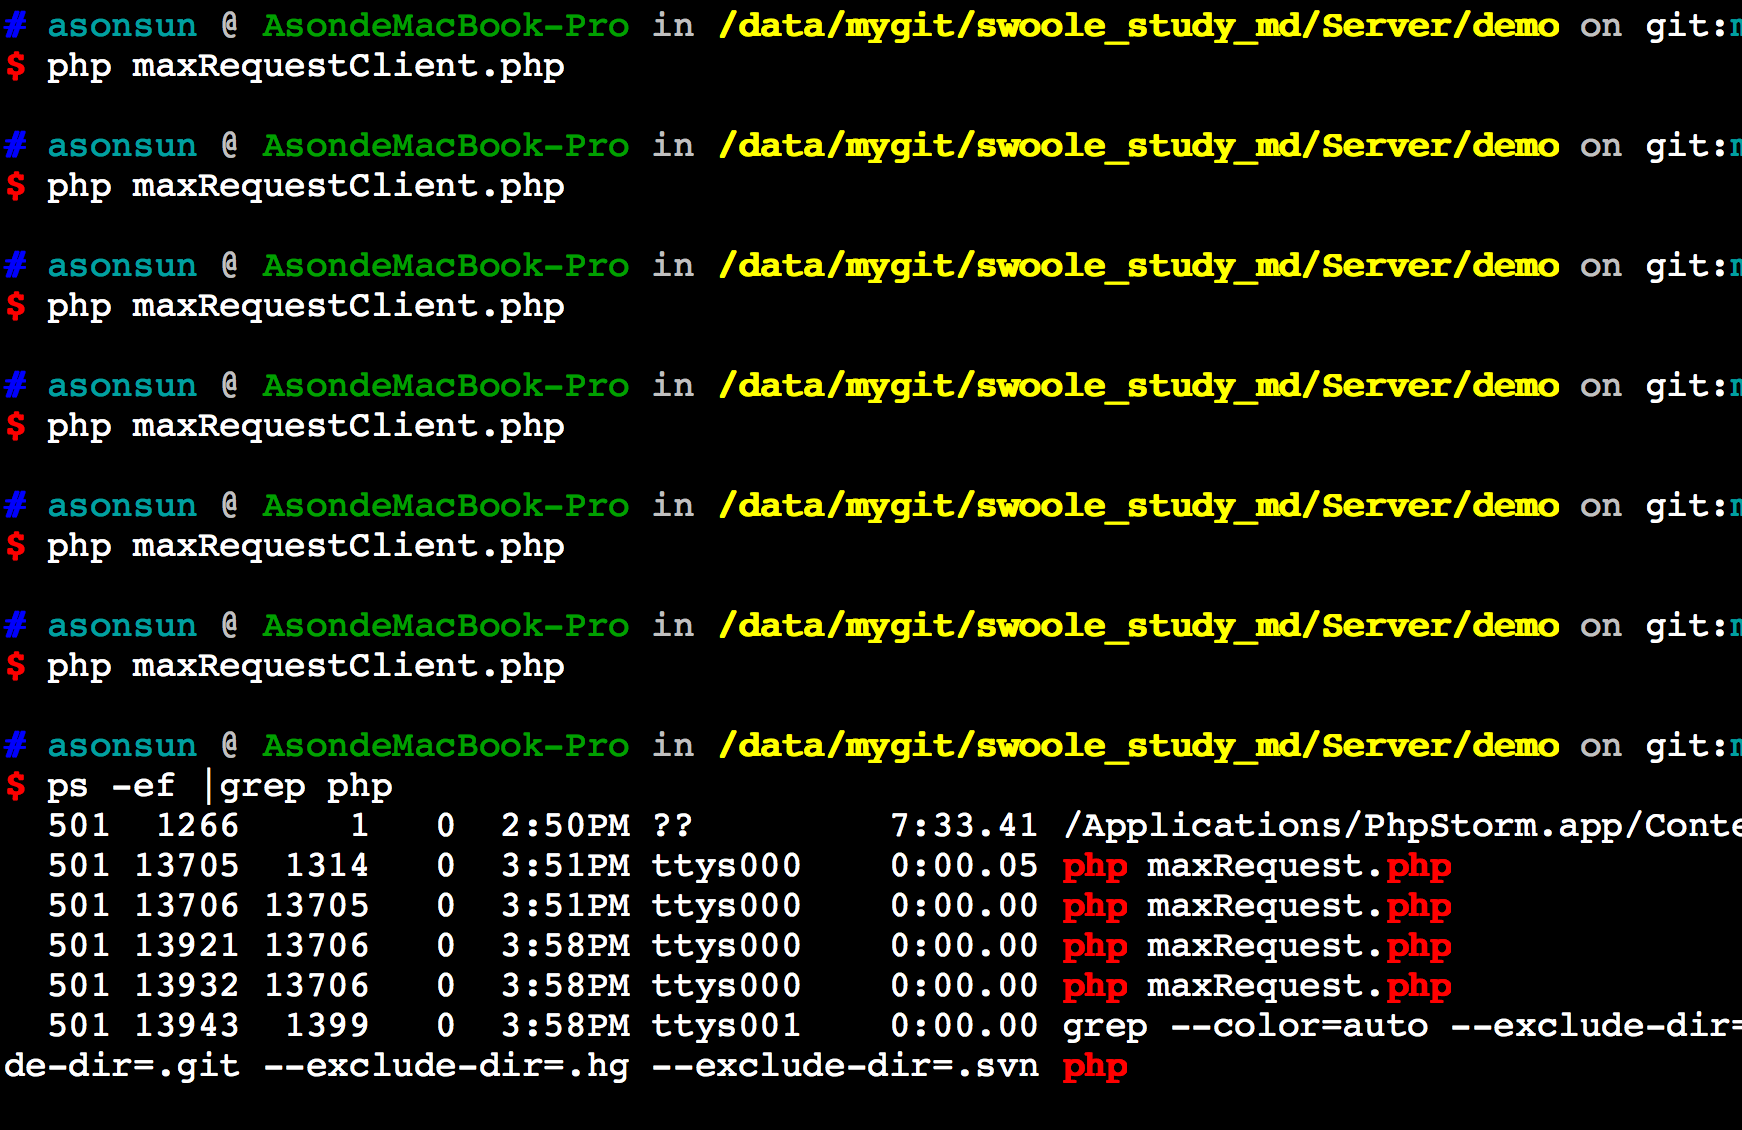 # asonsun @ AsondeMacBook-Pro in /data/mygit/swoole_study_md/Server/demo on git:
$ php maxRequestClient.php
# asonsun @ AsondeMacBook-Pro in /data/mygit/swoole_study_md/Server/demo on git:
$ php maxRequestClient.php
# asonsun @ AsondeMacBook-Pro in /data/mygit/swoole_study_md/Server/demo on git:
$ php maxRequestClient.php
# asonsun @ AsondeMacBook-Pro in /data/mygit/swoole_study_md/Server/demo on git:
$ php maxRequestClient.php
# asonsun @ AsondeMacBook-Pro in /data/mygit/swoole_study_md/Server/demo on git:
$ php maxRequestClient.php
# asonsun @ AsondeMacBook-Pro in /data/mygit/swoole_study_md/Server/demo on git:
$ php maxRequestClient.php
# asonsun @ AsondeMacBook-Pro in /data/mygit/swoole_study_md/Server/demo on git:
$ ps -ef |grep php
501 1266 1 0 2:50PM ?? 7:33.41 /Applications/PhpStorm.app/Conte
501 13705 1314 0 3:51PM ttys000 0:00.05 php maxRequest.php
501 13706 13705 0 3:51PM ttys000 0:00.00 php maxRequest.php
501 13921 13706 0 3:58PM ttys000 0:00.00 php maxRequest.php
501 13932 13706 0 3:58PM ttys000 0:00.00 php maxRequest.php
501 13943 1399 0 3:58PM ttys001 0:00.00 grep --color=auto --exclude-dir=
de-dir=.git --exclude-dir=.hg --exclude-dir=.svn php